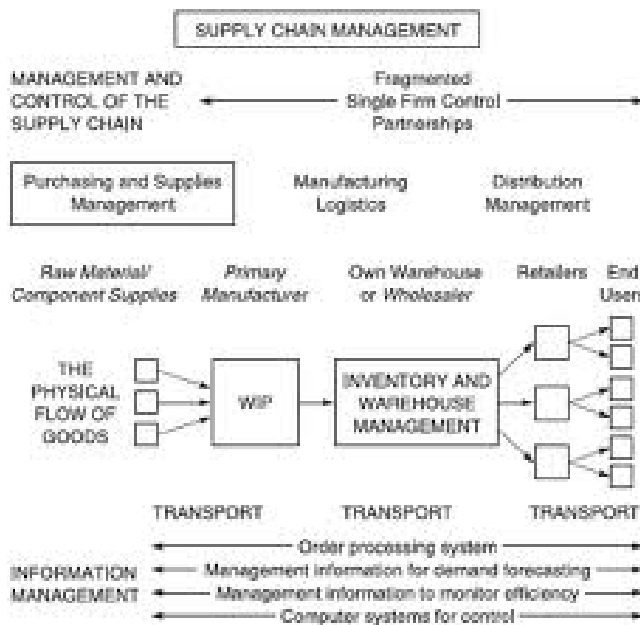 SUPPLY CHAIN MANAGEMENT
MANAGEMENT AND
CONTROL OF THE
SUPPLY CHAIN
Fragmented
Single Firm Control
Partnerships
Purchasing and Supplies
Management
Manufacturing
Logistics
Distribution
Management
Raw Material/
Component Supplies
Primary
Manufacturer
Own Warehouse
or Wholesaler
Retailers
End
Users
THE
PHYSICAL
FLOW OF
GOODS
WIP
INVENTORY AND
WAREHOUSE
MANAGEMENT
TRANSPORT
TRANSPORT
TRANSPORT
INFORMATION
MANAGEMENT
Order processing system
Management information for demand forecasting
Management information to monitor efficiency
Computer systems for control